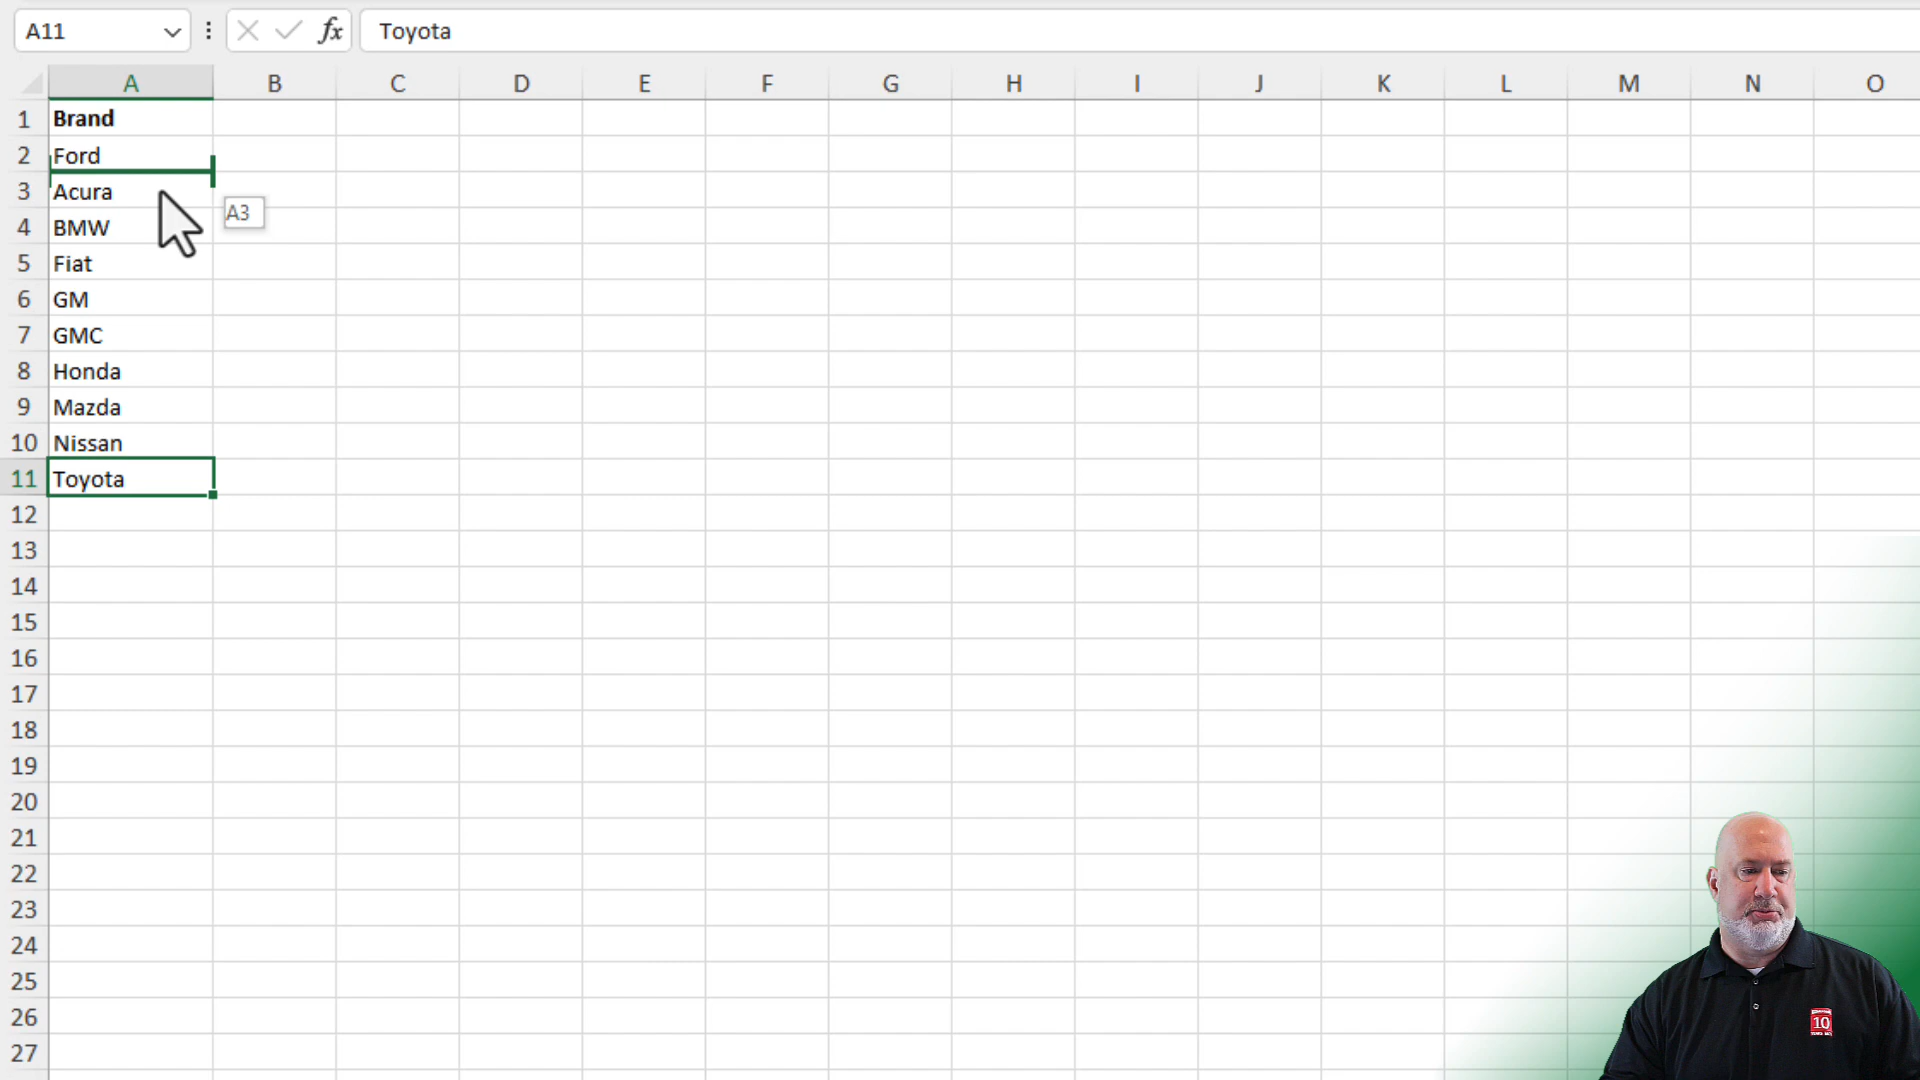 A11 fx Toyota
A B C D E F G H I J K L M N O
1 Brand
2 Ford
3 Acura
A3
4 BMW
5 Fiat
6 GM
7 GMC
8 Honda
9 Mazda
10 Nissan
11 Toyota
12
13
14
15
16
17
18
19
20
21
22
23
24
25
26
27
10